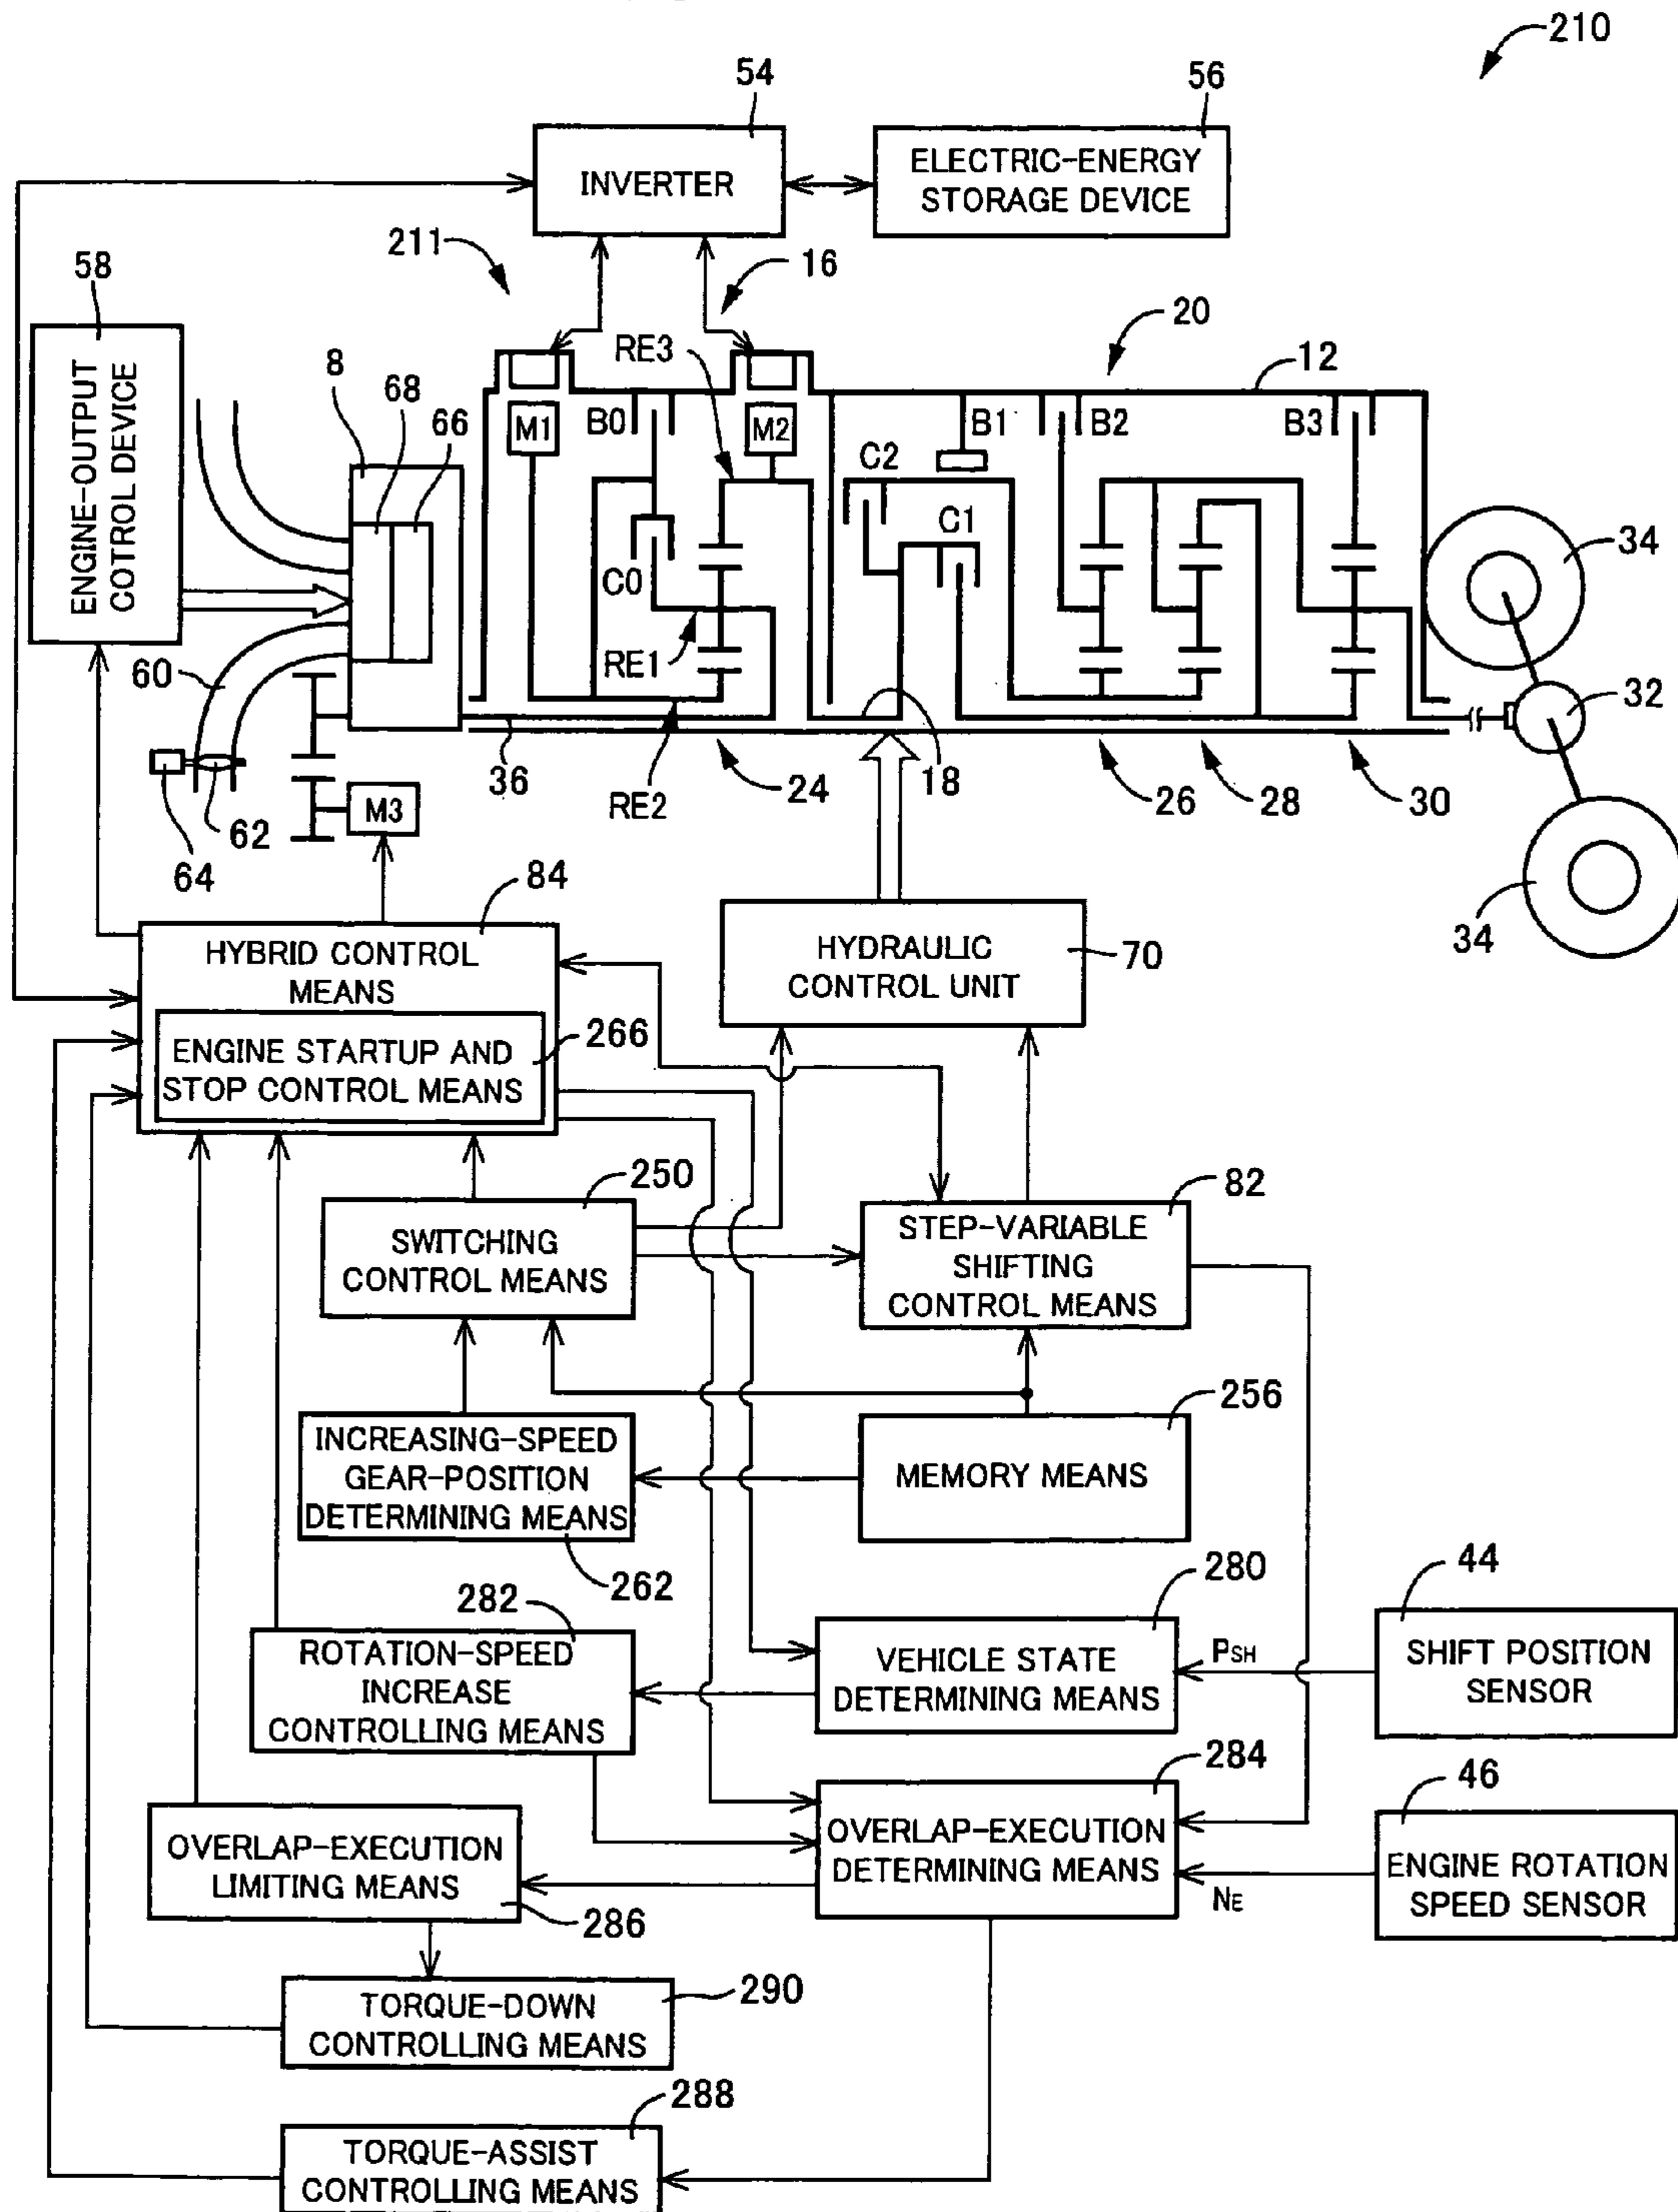 210
54
56
INVERTER
ELECTRIC-ENERGY
STORAGE DEVICE
211
16
58
ENGINE-OUTPUT
COTROL DEVICE
8
68
66
RE3
20
12
M1
B0
M2
B1
B2
B3
C2
C1
C0
34
RE1
60
32
36
RE2
24
18
26
28
30
64
62
M3
34
84
HYBRID CONTROL
MEANS
HYDRAULIC
CONTROL UNIT
70
ENGINE STARTUP AND
STOP CONTROL MEANS
266
250
82
SWITCHING
CONTROL MEANS
STEP-VARIABLE
SHIFTING
CONTROL MEANS
256
INCREASING-SPEED
GEAR-POSITION
DETERMINING MEANS
MEMORY MEANS
262
282
280
44
ROTATION-SPEED
INCREASE
CONTROLLING MEANS
VEHICLE STATE
DETERMINING MEANS
PSH
SHIFT POSITION
SENSOR
284
46
OVERLAP-EXECUTION
LIMITING MEANS
OVERLAP-EXECUTION
DETERMINING MEANS
NE
ENGINE ROTATION
SPEED SENSOR
286
290
TORQUE-DOWN
CONTROLLING MEANS
288
TORQUE-ASSIST
CONTROLLING MEANS